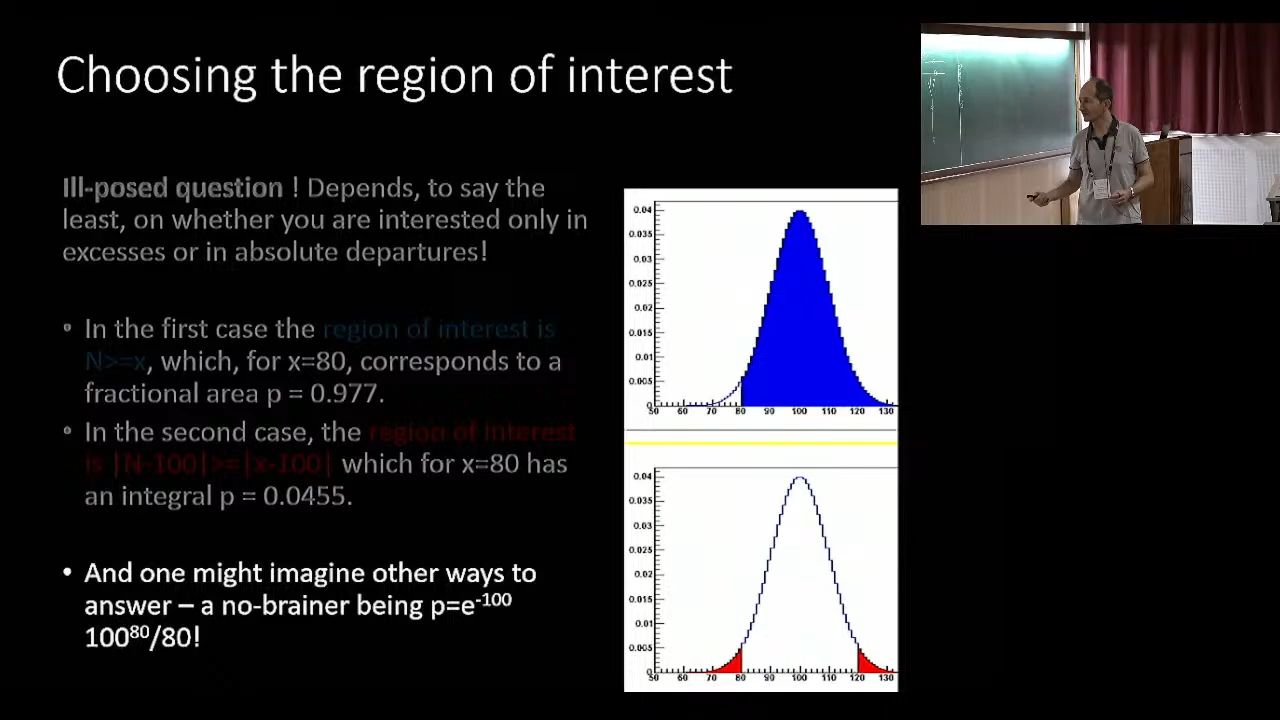 Choosing the region of interest
Ill-posed question ! Depends, to say the
least, on whether you are interested only in
excesses or in absolute departures!
• In the first case the region of interest is
N>=x, which, for x=80, corresponds to a
fractional area p = 0.977.
• In the second case, the region of interest
is |N-100|>=|x-100| which for x=80 has
an integral p = 0.0455.
• And one might imagine other ways to
answer – a no-brainer being p=e⁻¹⁰⁰
100⁸⁰/80!
0.04
0.035
0.03
0.025
0.02
0.015
0.01
0.005
0
50 60 70 80 90 100 110 120 130
0.04
0.035
0.03
0.025
0.02
0.015
0.01
0.005
0
50 60 70 80 90 100 110 120 130